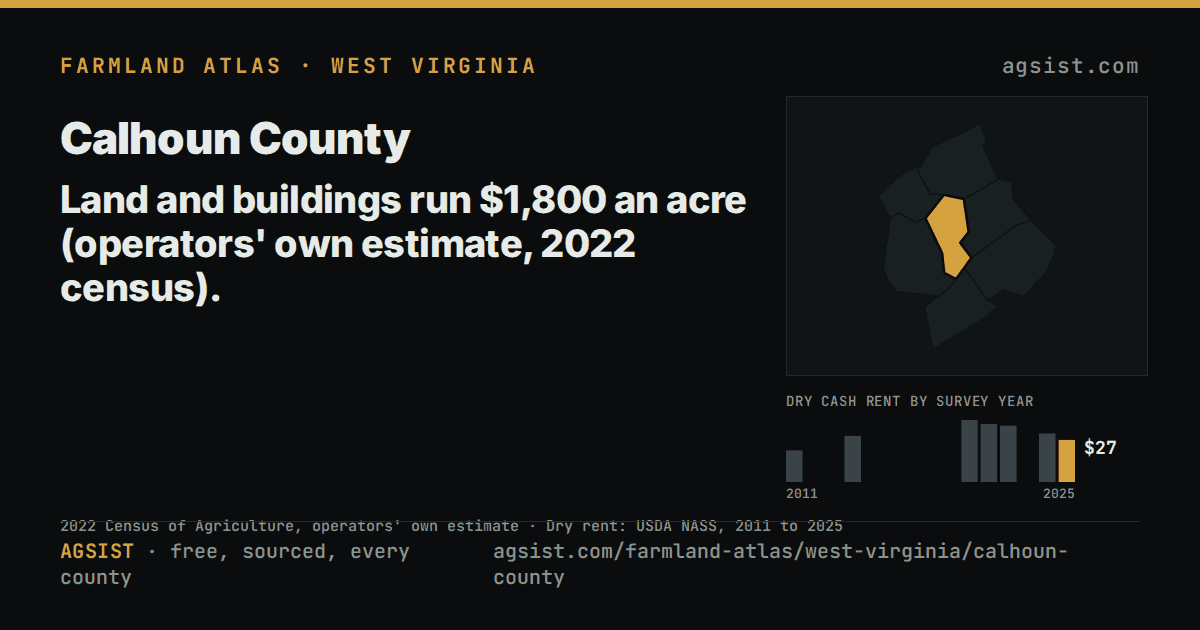 FARMLAND ATLAS · WEST VIRGINIA
agsist.com
Calhoun County
Land and buildings run $1,800 an acre
(operators' own estimate, 2022
census).
DRY CASH RENT BY SURVEY YEAR
$27
2011
2025
2022 Census of Agriculture, operators' own estimate · Dry rent: USDA NASS, 2011 to 2025
AGSIST · free, sourced, every
county
agsist.com/farmland-atlas/west-virginia/calhoun-
county